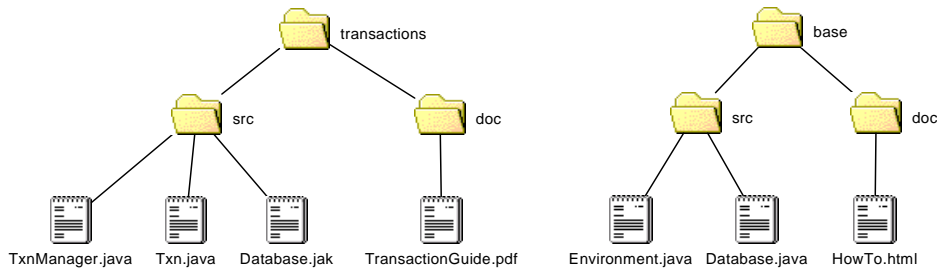 transactions
base
src
doc
src
doc
TxnManager.java
Txn.java
Database.jak
TransactionGuide.pdf
Environment.java
Database.java
HowTo.html